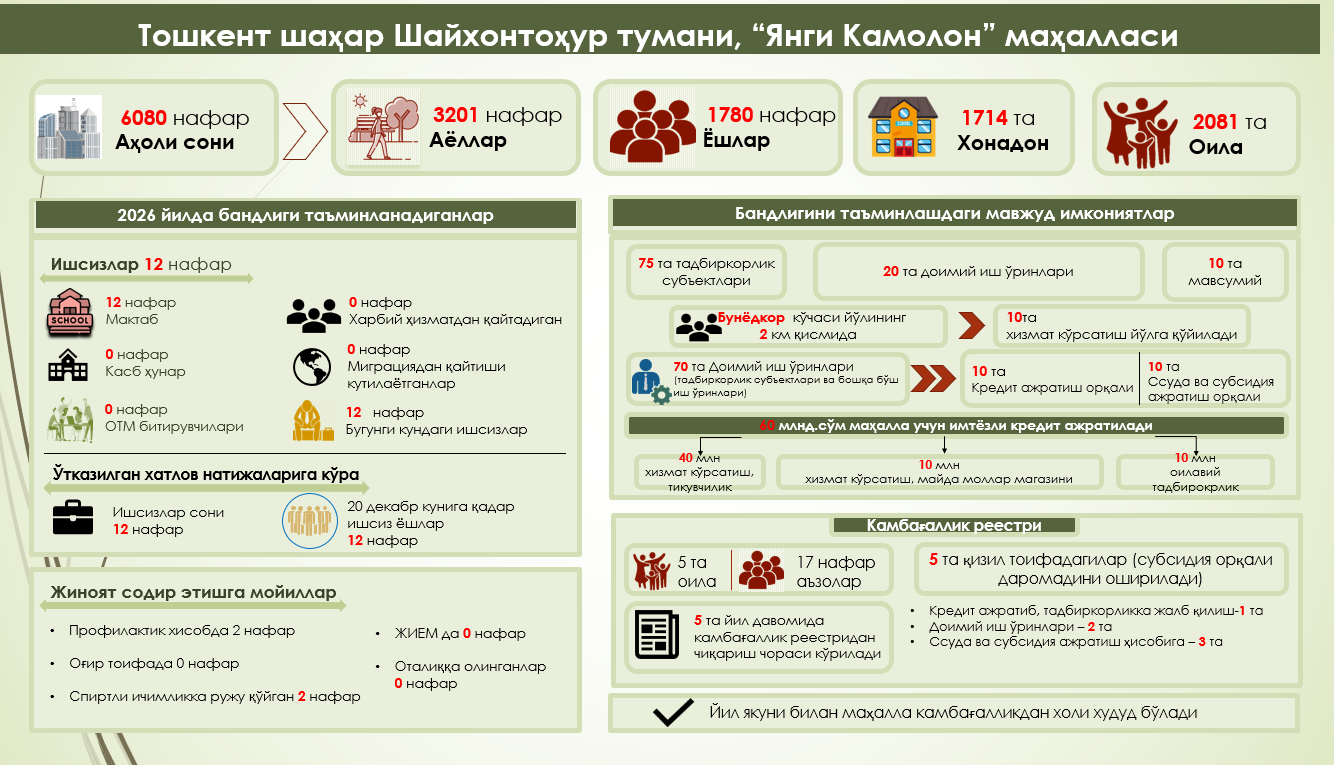 Тошкент шаҳар Шайхонтоҳур тумани, “Янги Камолон” маҳалласи
6080 нафар
Аҳоли сони
3201 нафар
Аёллар
1780 нафар
Ёшлар
1714 та
Хонадон
2081 та
Оила
2026 йилда бандлиги таъминланадиганлар
Ишсизлар 12 нафар
SCHOOL
12 нафар
Мактаб
0 нафар
Харбий ҳизматдан қайтадиган
0 нафар
Касб ҳунар
0 нафар
Миграциядан қайтиши
кутилаётганлар
0 нафар
ОТМ битирувчилари
12 нафар
Бугунги кундаги ишсизлар
Ўтказилган хатлов натижаларига кўра
Ишсизлар сони
12 нафар
20 декабр кунига қадар
ишсиз ёшлар
12 нафар
Жиноят содир этишга мойиллар
• Профилактик хисобда 2 нафар
• Оғир тоифада 0 нафар
• Спиртли ичимликка ружу қўйган 2 нафар
• ЖИЕМ да 0 нафар
• Оталиққа олинганлар
0 нафар
Бандлигини таъминлашдаги мавжуд имкониятлар
75 та тадбиркорлик
субъектлари
20 та доимий иш ўринлари
10 та
мавсумий
Бунёдкор кўчаси йўлининг
2 км қисмида
10та
хизмат кўрсатиш йўлга қўйилади
70 та Доимий иш ўринлари
(тадбиркорлик субъектлари ва бошқа бўш
иш ўринлари)
10 та
Кредит ажратиш орқали
10 та
Ссуда ва субсидия
ажратиш орқали
60 млнд.сўм маҳалла учун имтёзли кредит ажратилади
40 млн
хизмат кўрсатиш,
тикувчилик
10 млн
хизмат кўрсатиш, майда моллар магазини
10 млн
оилавий
тадбирокрлик
Камбағаллик реестри
5 та
оила
17 нафар
аъзолар
5 та қизил тоифадагилар (субсидия орқали
даромадини оширилади)
5 та йил давомида
камбағаллик реестридан
чиқариш чораси кўрилади
• Кредит ажратиб, тадбиркорликка жалб қилиш-1 та
• Доимий иш ўринлари – 2 та
• Ссуда ва субсидия ажратиш ҳисобига – 3 та
Йил якуни билан маҳалла камбағалликдан холи худуд бўлади